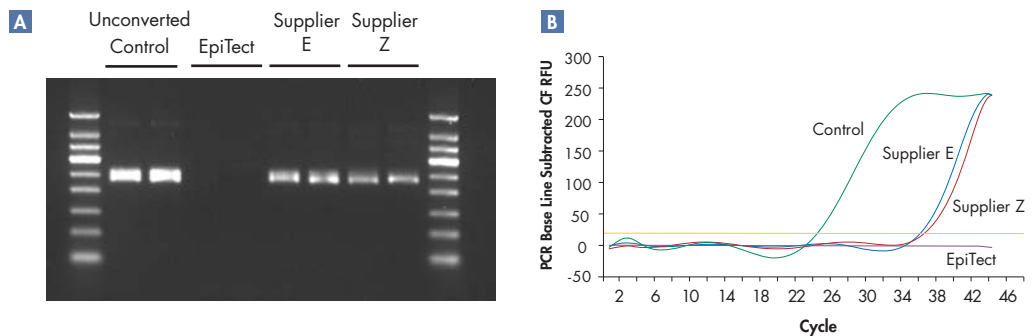 A
Unconverted
Control
EpiTect
Supplier
E
Supplier
Z
B
PCR Base Line Subtracted CF RFU
300
250
200
150
100
50
0
-50
Control
Supplier E
Supplier Z
EpiTect
2 6 10 14 18 22 26 30 34 38 42 46
Cycle